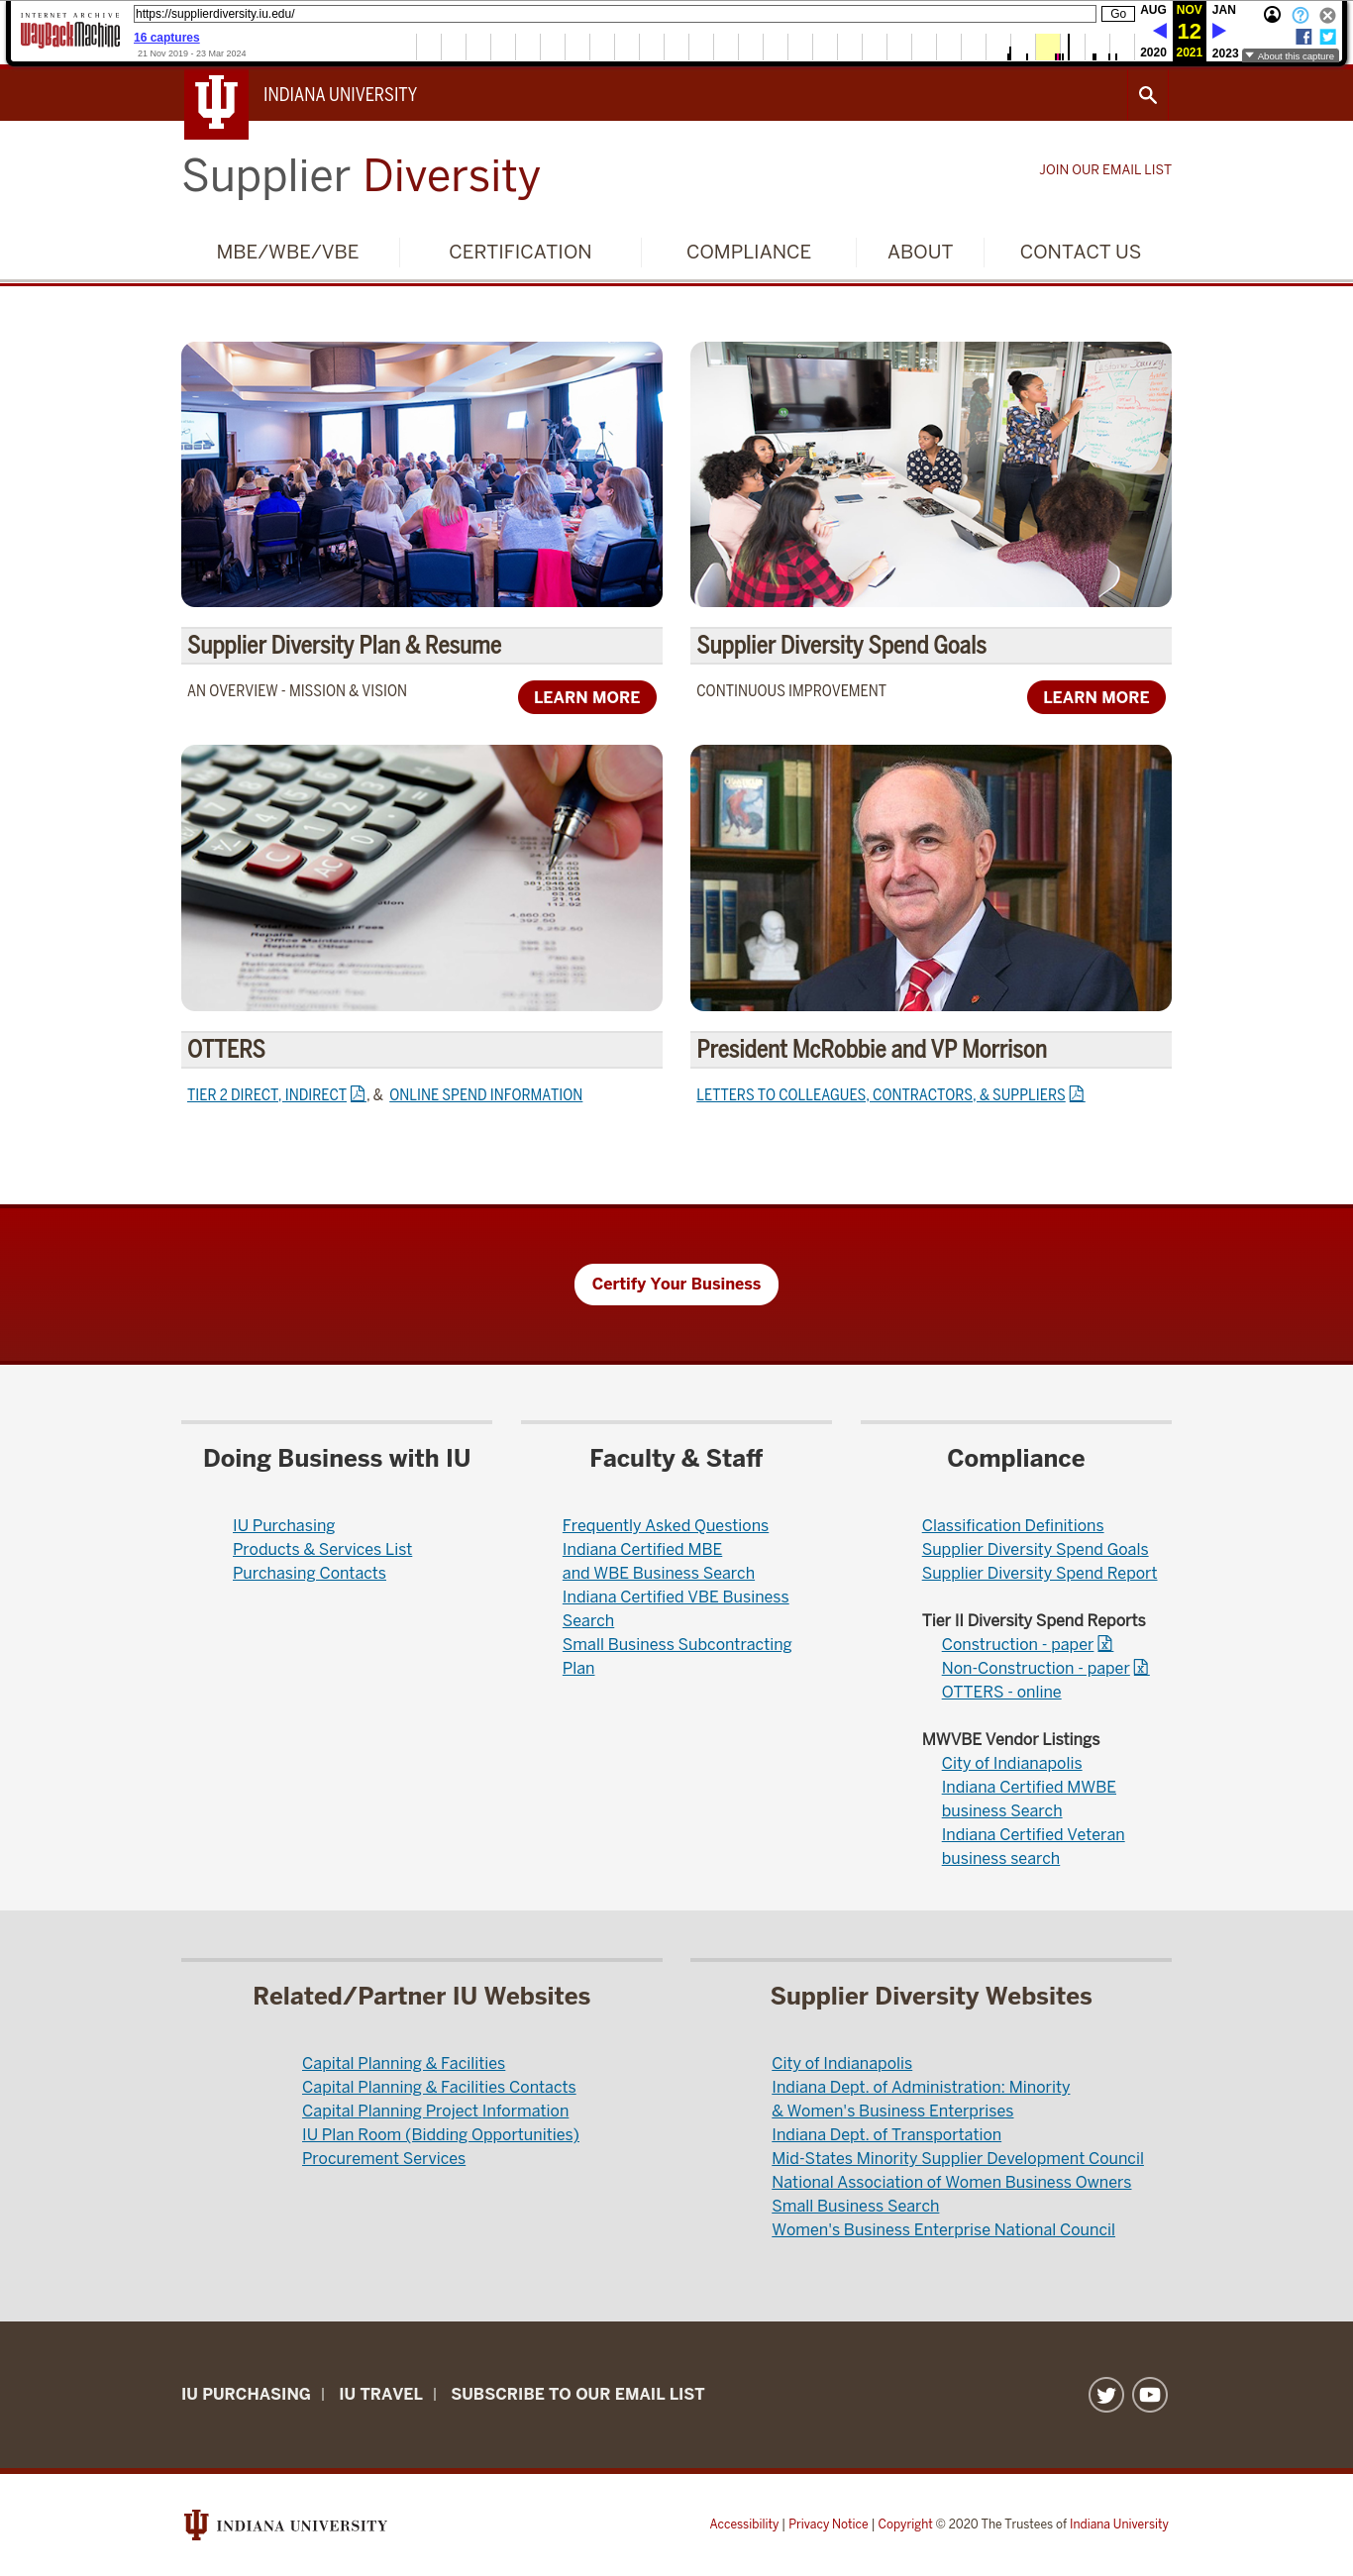 INTERNET ARCHIVE
WayBackMachine
https://supplierdiversity.iu.edu/
Go
AUG NOV JAN
16 captures
12
21 Nov 2019 - 23 Mar 2024
2020 2021 2023
About this capture
INDIANA UNIVERSITY
Supplier Diversity
JOIN OUR EMAIL LIST
MBE/WBE/VBE CERTIFICATION COMPLIANCE ABOUT CONTACT US
Supplier Diversity Plan & Resume
AN OVERVIEW - MISSION & VISION
LEARN MORE
Supplier Diversity Spend Goals
CONTINUOUS IMPROVEMENT
LEARN MORE
OTTERS
TIER 2 DIRECT, INDIRECT , & ONLINE SPEND INFORMATION
President McRobbie and VP Morrison
LETTERS TO COLLEAGUES, CONTRACTORS, & SUPPLIERS
Certify Your Business
Doing Business with IU
IU Purchasing
Products & Services List
Purchasing Contacts
Faculty & Staff
Frequently Asked Questions
Indiana Certified MBE
and WBE Business Search
Indiana Certified VBE Business
Search
Small Business Subcontracting
Plan
Compliance
Classification Definitions
Supplier Diversity Spend Goals
Supplier Diversity Spend Report
Tier II Diversity Spend Reports
Construction - paper
Non-Construction - paper
OTTERS - online
MWVBE Vendor Listings
City of Indianapolis
Indiana Certified MWBE
business Search
Indiana Certified Veteran
business search
Related/Partner IU Websites
Capital Planning & Facilities
Capital Planning & Facilities Contacts
Capital Planning Project Information
IU Plan Room (Bidding Opportunities)
Procurement Services
Supplier Diversity Websites
City of Indianapolis
Indiana Dept. of Administration: Minority
& Women's Business Enterprises
Indiana Dept. of Transportation
Mid-States Minority Supplier Development Council
National Association of Women Business Owners
Small Business Search
Women's Business Enterprise National Council
IU PURCHASING | IU TRAVEL | SUBSCRIBE TO OUR EMAIL LIST
INDIANA UNIVERSITY
Accessibility | Privacy Notice | Copyright © 2020 The Trustees of Indiana University